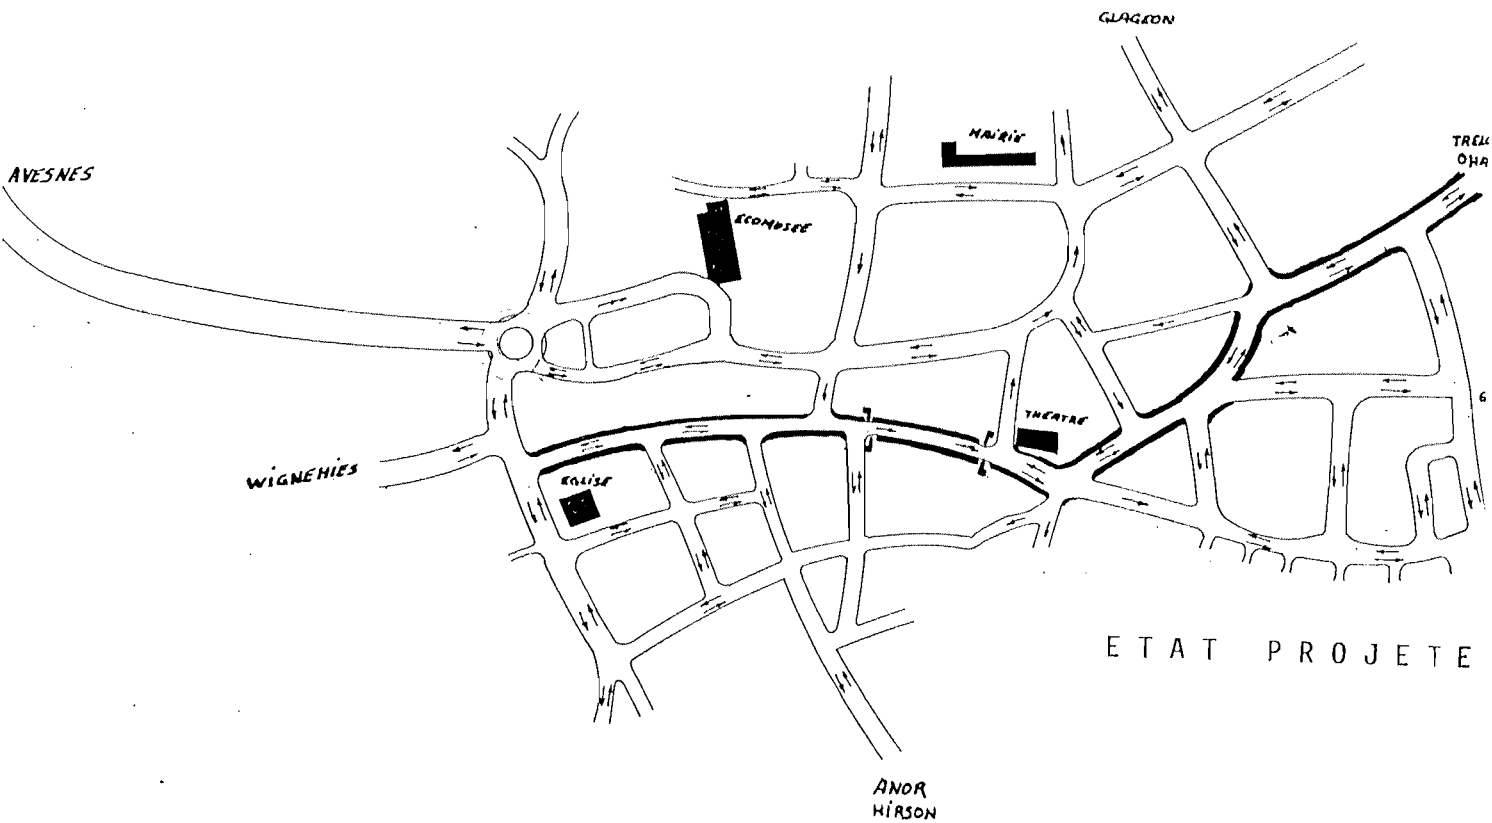 GLAGEON
MAIRIE
AVESNES
ECOMUSEE
THEATRE
WIGNEHIES
EGLISE
ETAT PROJETE
ANOR
HIRSON